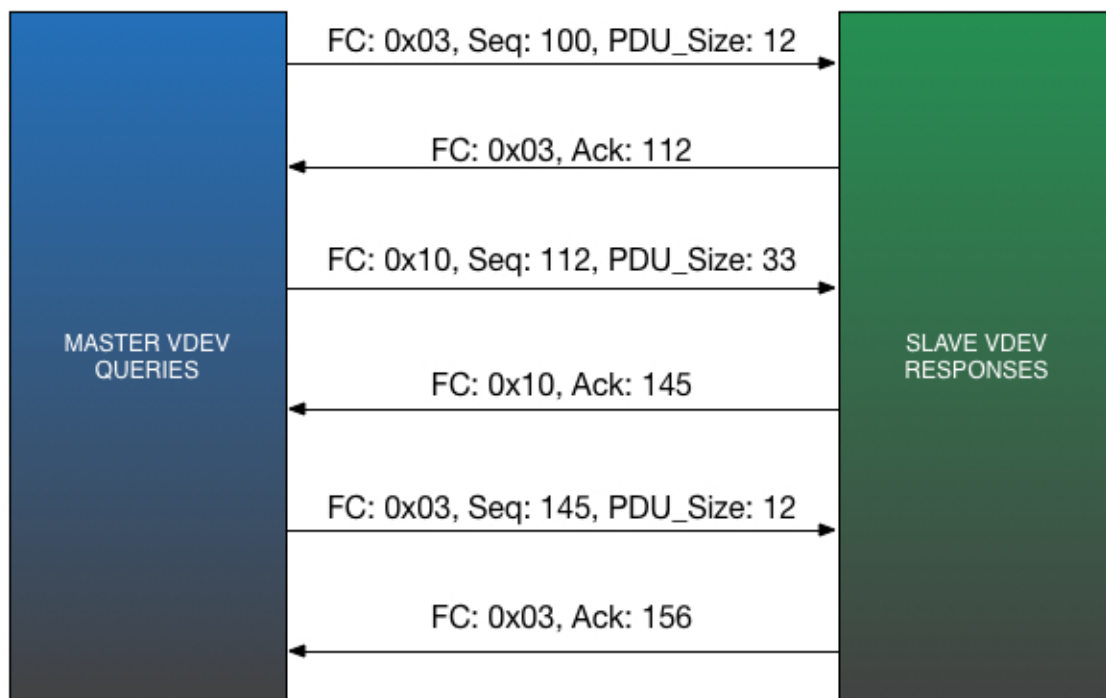 FC: 0x03, Seq: 100, PDU_Size: 12
FC: 0x03, Ack: 112
FC: 0x10, Seq: 112, PDU_Size: 33
MASTER VDEV
QUERIES
SLAVE VDEV
RESPONSES
FC: 0x10, Ack: 145
FC: 0x03, Seq: 145, PDU_Size: 12
FC: 0x03, Ack: 156